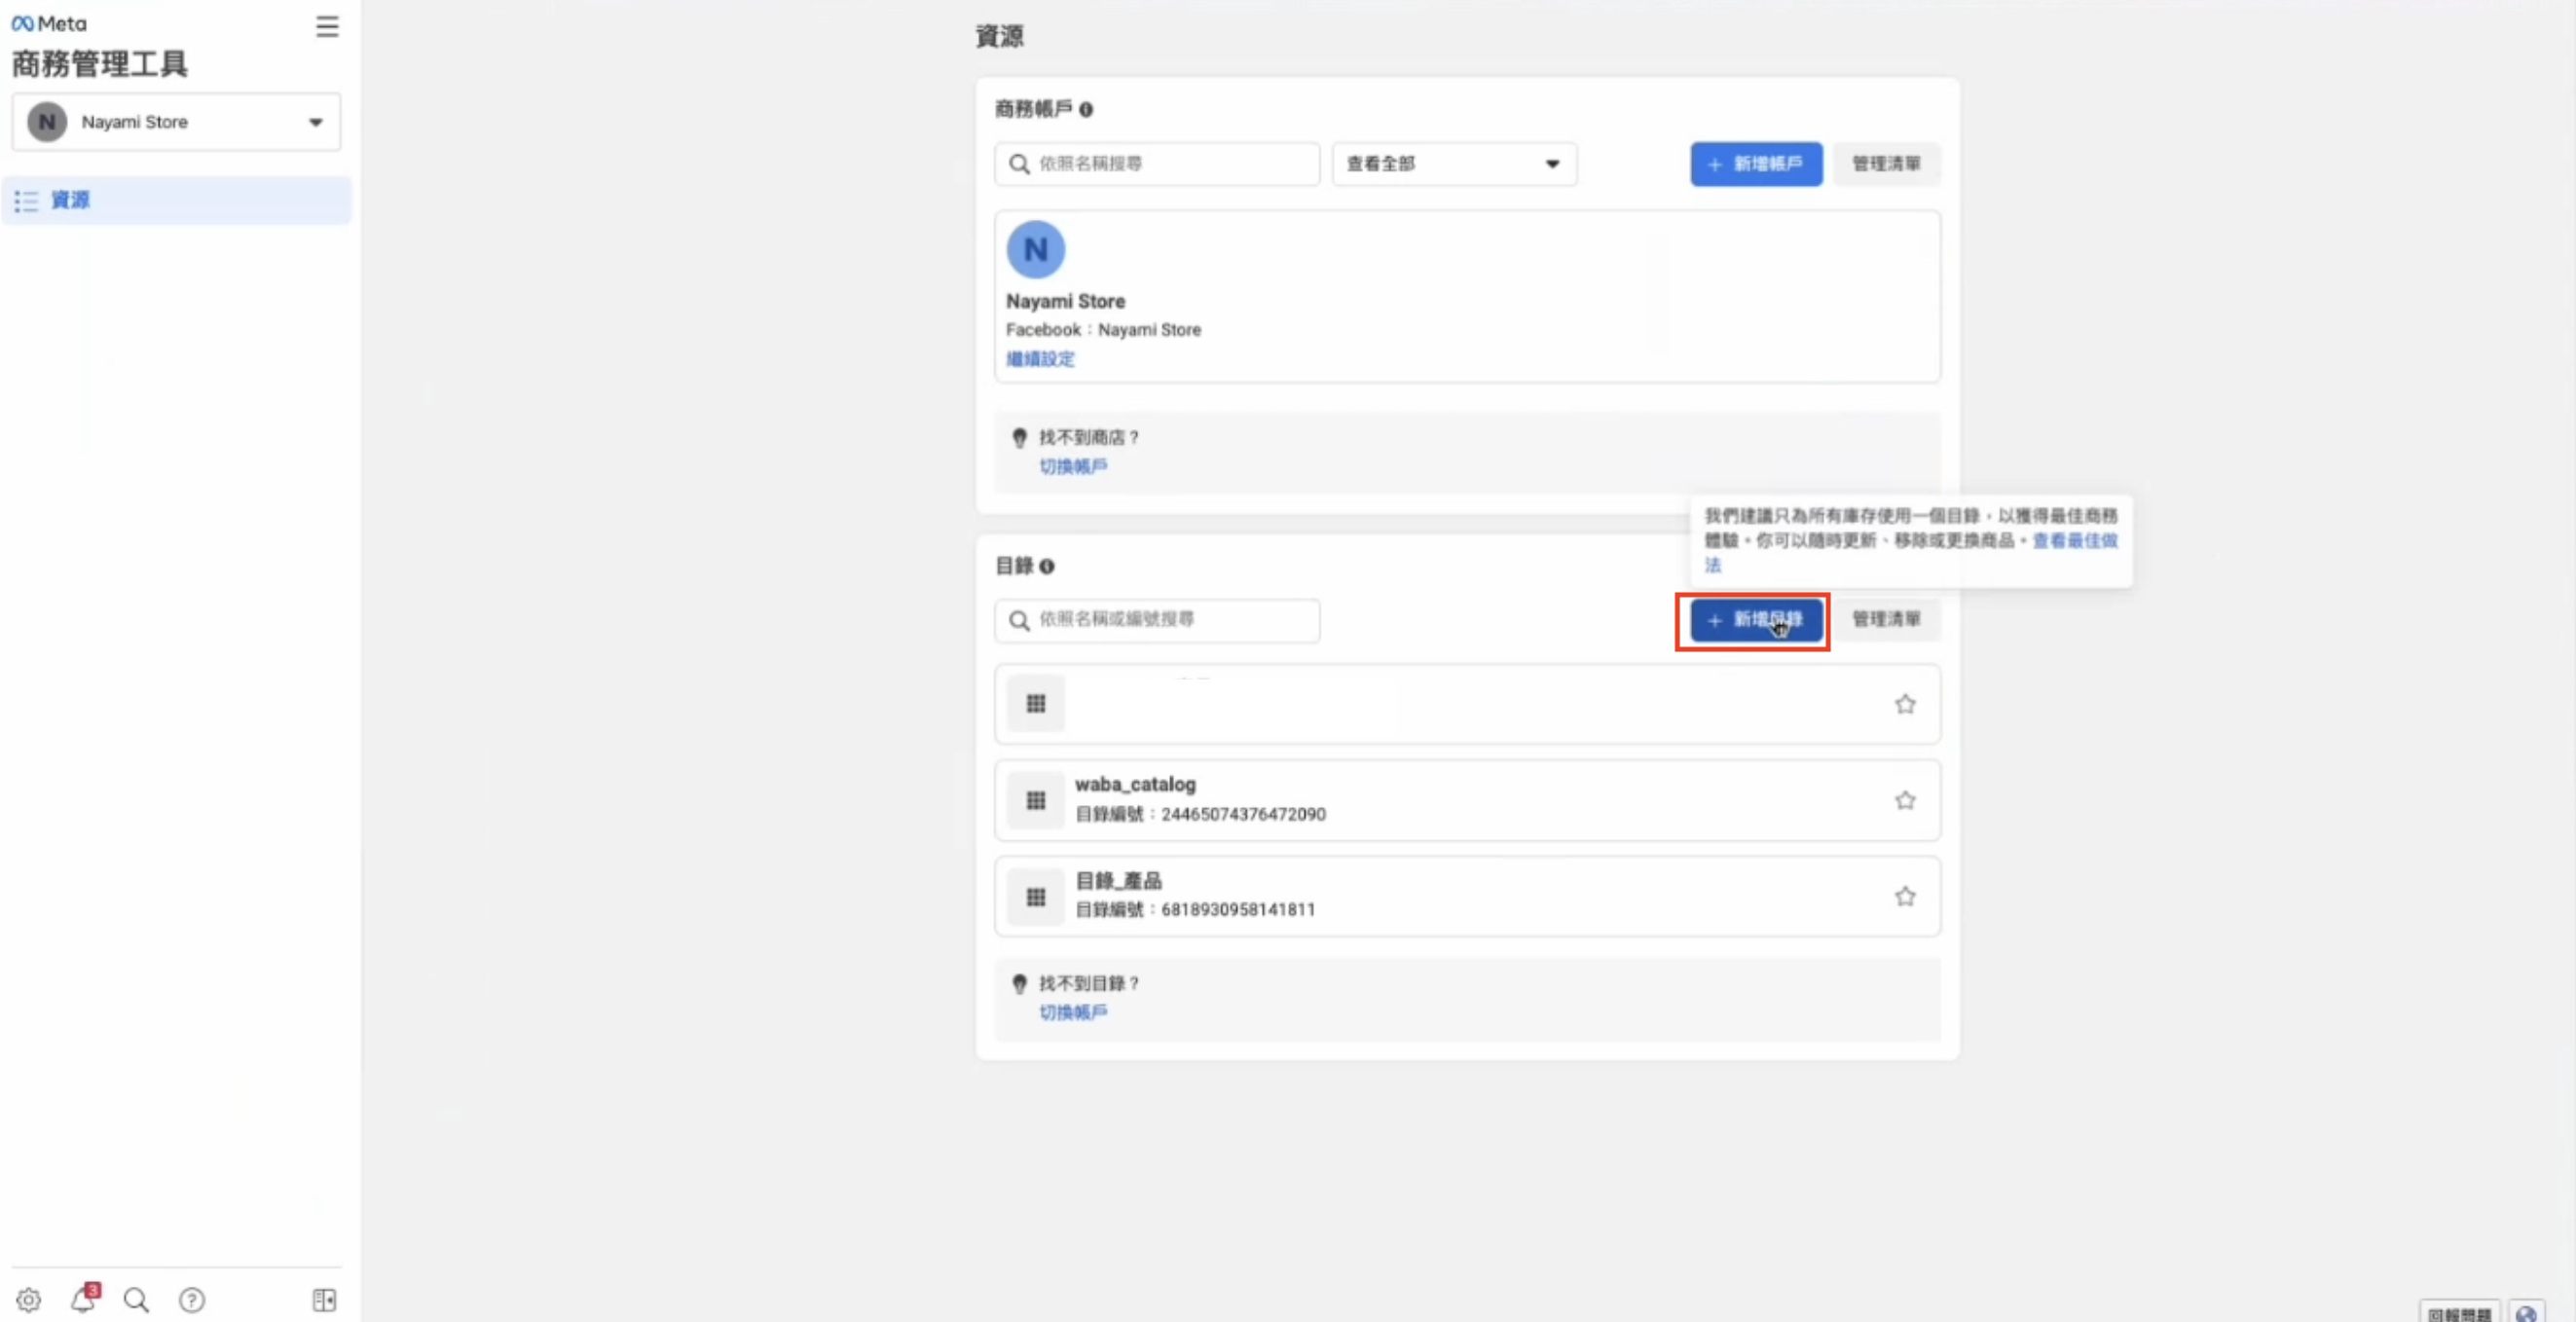 Meta
商務管理工具
N Nayami Store
資源
資源
商務帳戶
依照名稱搜尋
查看全部
+ 新增帳戶
管理清單
N
Nayami Store
Facebook：Nayami Store
繼續設定
找不到商店？
切換帳戶
我們建議只為所有庫存使用一個目錄，以獲得最佳商務
體驗。你可以隨時更新、移除或更換商品。查看最佳做
法
目錄
依照名稱或編號搜尋
+ 新增目錄
管理清單
waba_catalog
目錄編號：24465074376472090
目錄_產品
目錄編號：6818930958141811
找不到目錄？
切換帳戶
3
回報問題